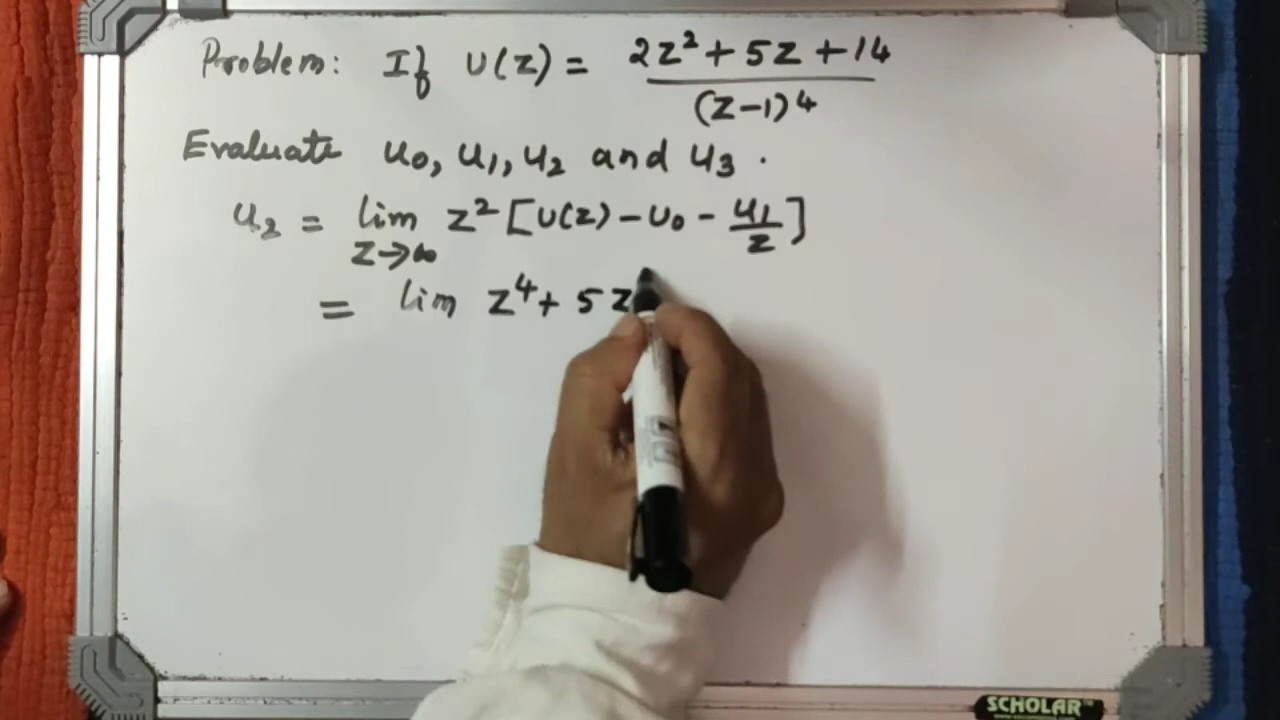 Problem: If U(z) = 2z² + 5z + 14 / (z-1)⁴
Evaluate u₀, u₁, u₂ and u₃.
u₂ = lim z→∞ z² [U(z) - u₀ - u₁/z]
= lim z⁴ + 5z
SCHOLAR